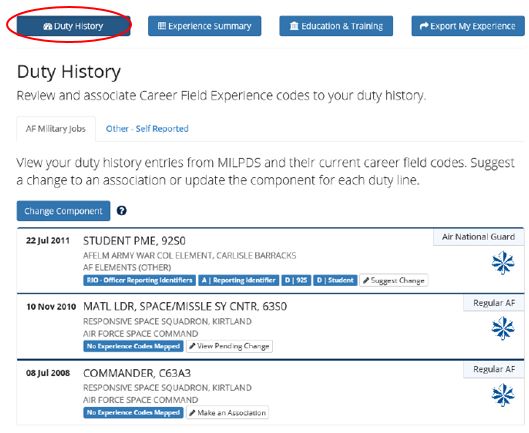 Duty History
Experience Summary
Education & Training
Export My Experience
Duty History
Review and associate Career Field Experience codes to your duty history.
AF Military Jobs
Other - Self Reported
View your duty history entries from MILPDS and their current career field codes. Suggest
a change to an association or update the component for each duty line.
Change Component ?
Air National Guard
22 Jul 2011 STUDENT PME, 92S0
AFELM ARMY WAR COL ELEMENT, CARLISLE BARRACKS
AF ELEMENTS (OTHER)
RIO - Officer Reporting Identifiers A | Reporting Identifier D | 92S D | Student Suggest Change
Regular AF
10 Nov 2010 MATL LDR, SPACE/MISSLE SY CNTR, 63S0
RESPONSIVE SPACE SQUADRON, KIRTLAND
AIR FORCE SPACE COMMAND
No Experience Codes Mapped View Pending Change
Regular AF
08 Jul 2008 COMMANDER, C63A3
RESPONSIVE SPACE SQUADRON, KIRTLAND
AIR FORCE SPACE COMMAND
No Experience Codes Mapped Make an Association